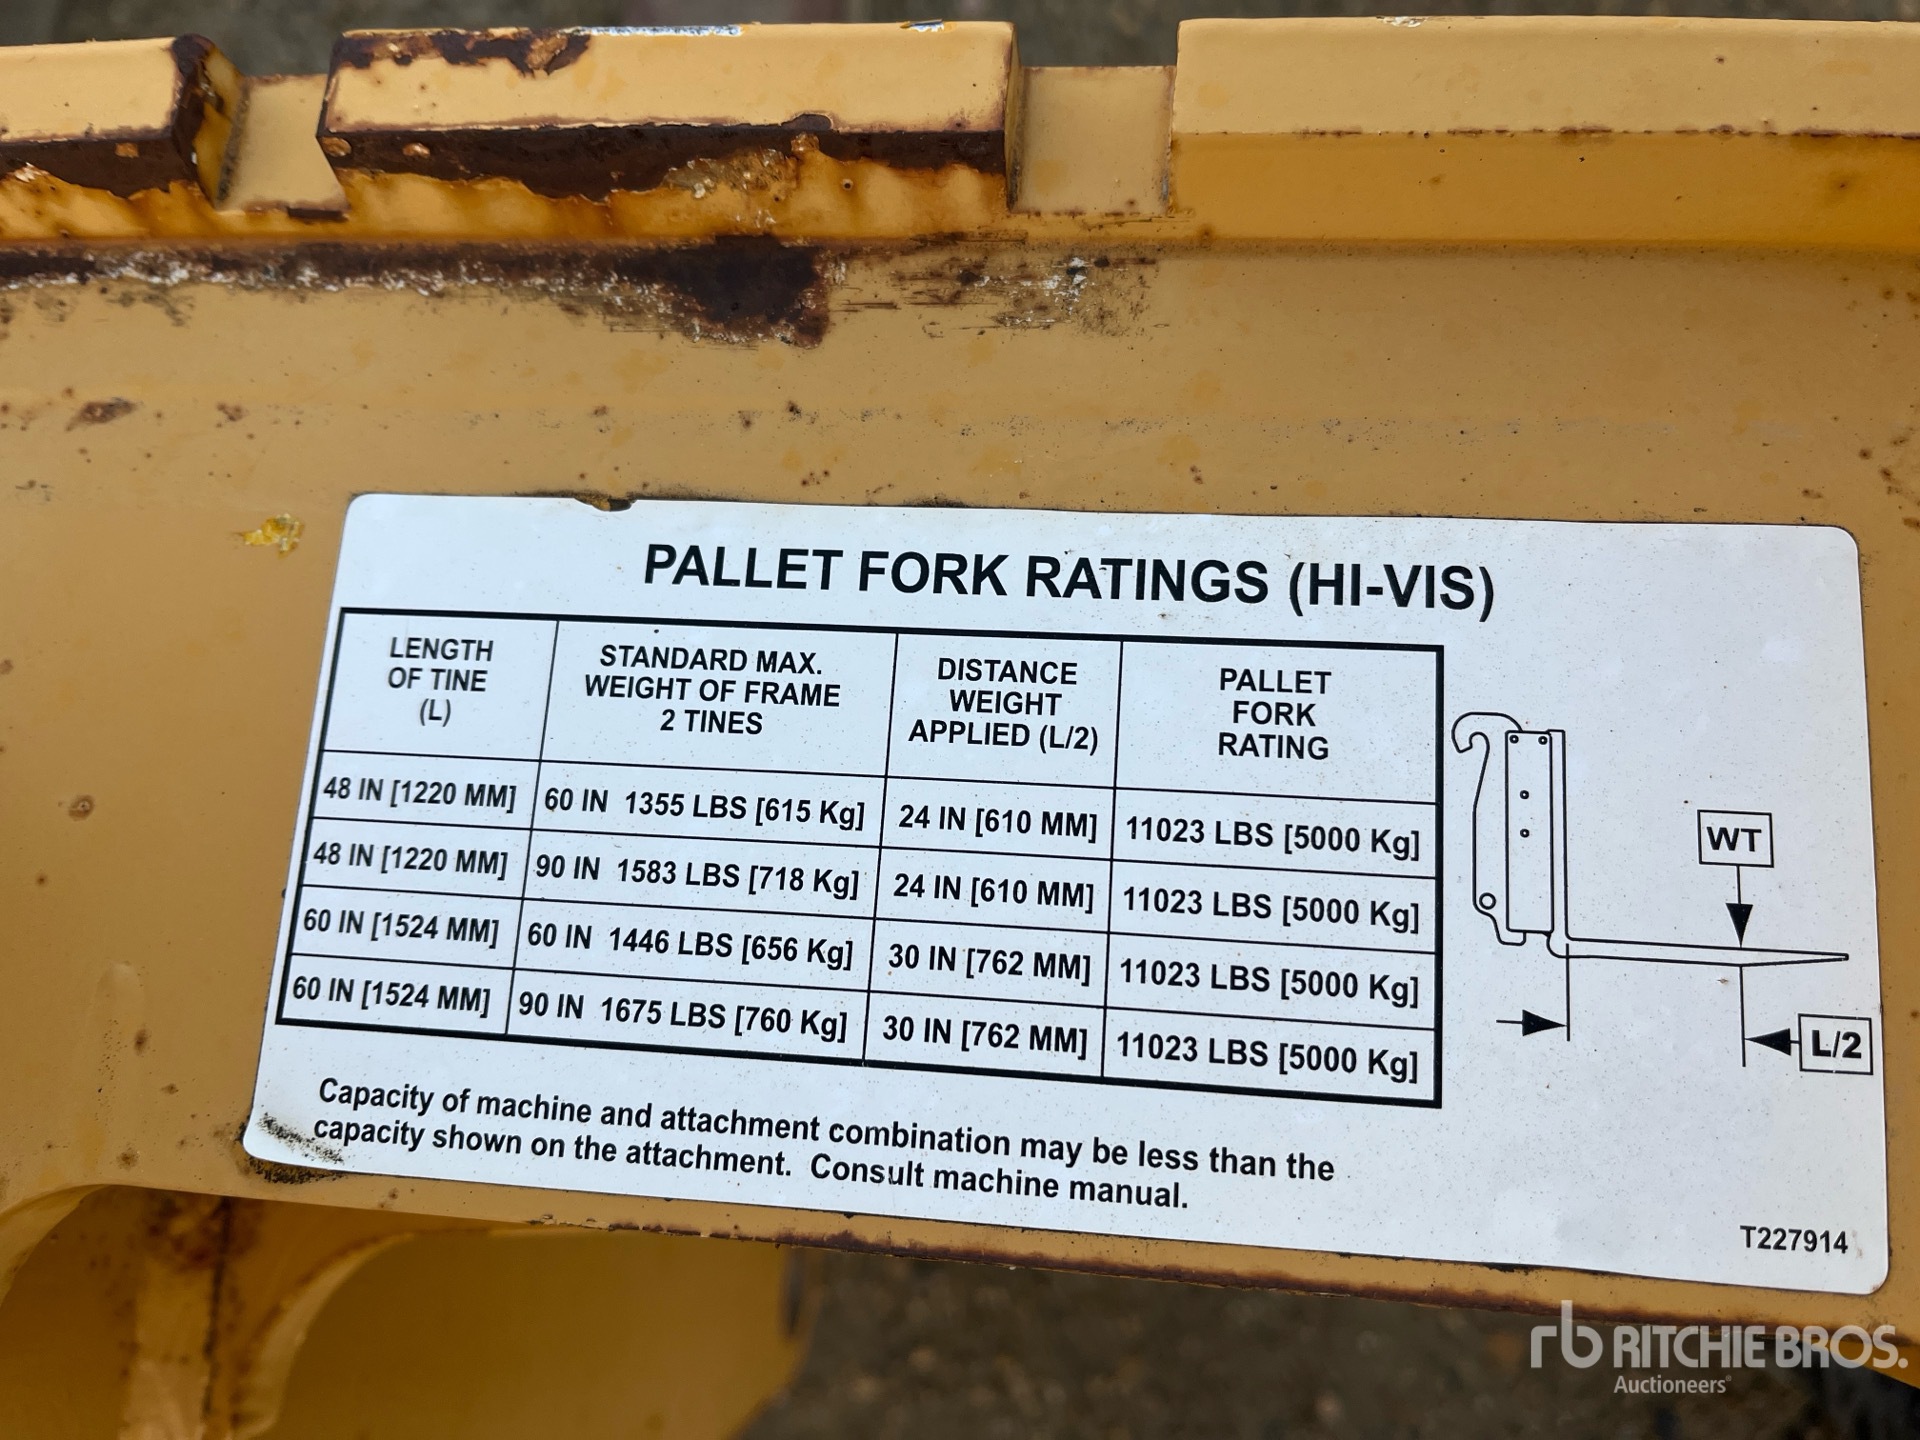 PALLET FORK RATINGS (HI-VIS)
LENGTH
OF TINE
(L)
STANDARD MAX.
WEIGHT OF FRAME
2 TINES
DISTANCE
WEIGHT
APPLIED (L/2)
PALLET
FORK
RATING
48 IN [1220 MM] 60 IN 1355 LBS [615 Kg] 24 IN [610 MM] 11023 LBS [5000 Kg]
48 IN [1220 MM] 90 IN 1583 LBS [718 Kg] 24 IN [610 MM] 11023 LBS [5000 Kg]
60 IN [1524 MM] 60 IN 1446 LBS [656 Kg] 30 IN [762 MM] 11023 LBS [5000 Kg]
60 IN [1524 MM] 90 IN 1675 LBS [760 Kg] 30 IN [762 MM] 11023 LBS [5000 Kg]
WT
L/2
Capacity of machine and attachment combination may be less than the
capacity shown on the attachment. Consult machine manual.
T227914
rb RITCHIE BROS.
Auctioneers®